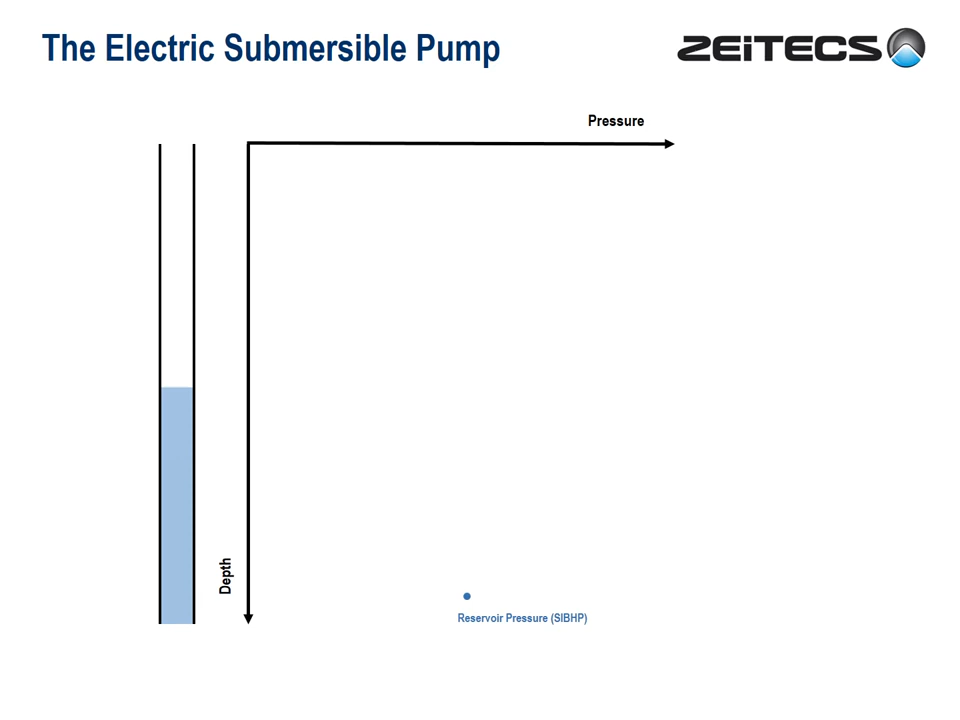 The Electric Submersible Pump
ZEiTECS
Pressure
Depth
Reservoir Pressure (SIBHP)